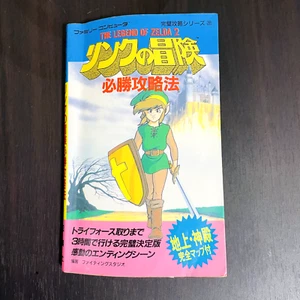 ファミリーコンピュータ 完璧攻略シリーズ
THE LEGEND OF ZELDA 2
リンクの冒険
必勝攻略法
トライフォース取りまで
3時間で行ける完璧決定版
感動のエンディングシーン
地上・神殿
完全マップ付
編集 ファイティングスタジオ